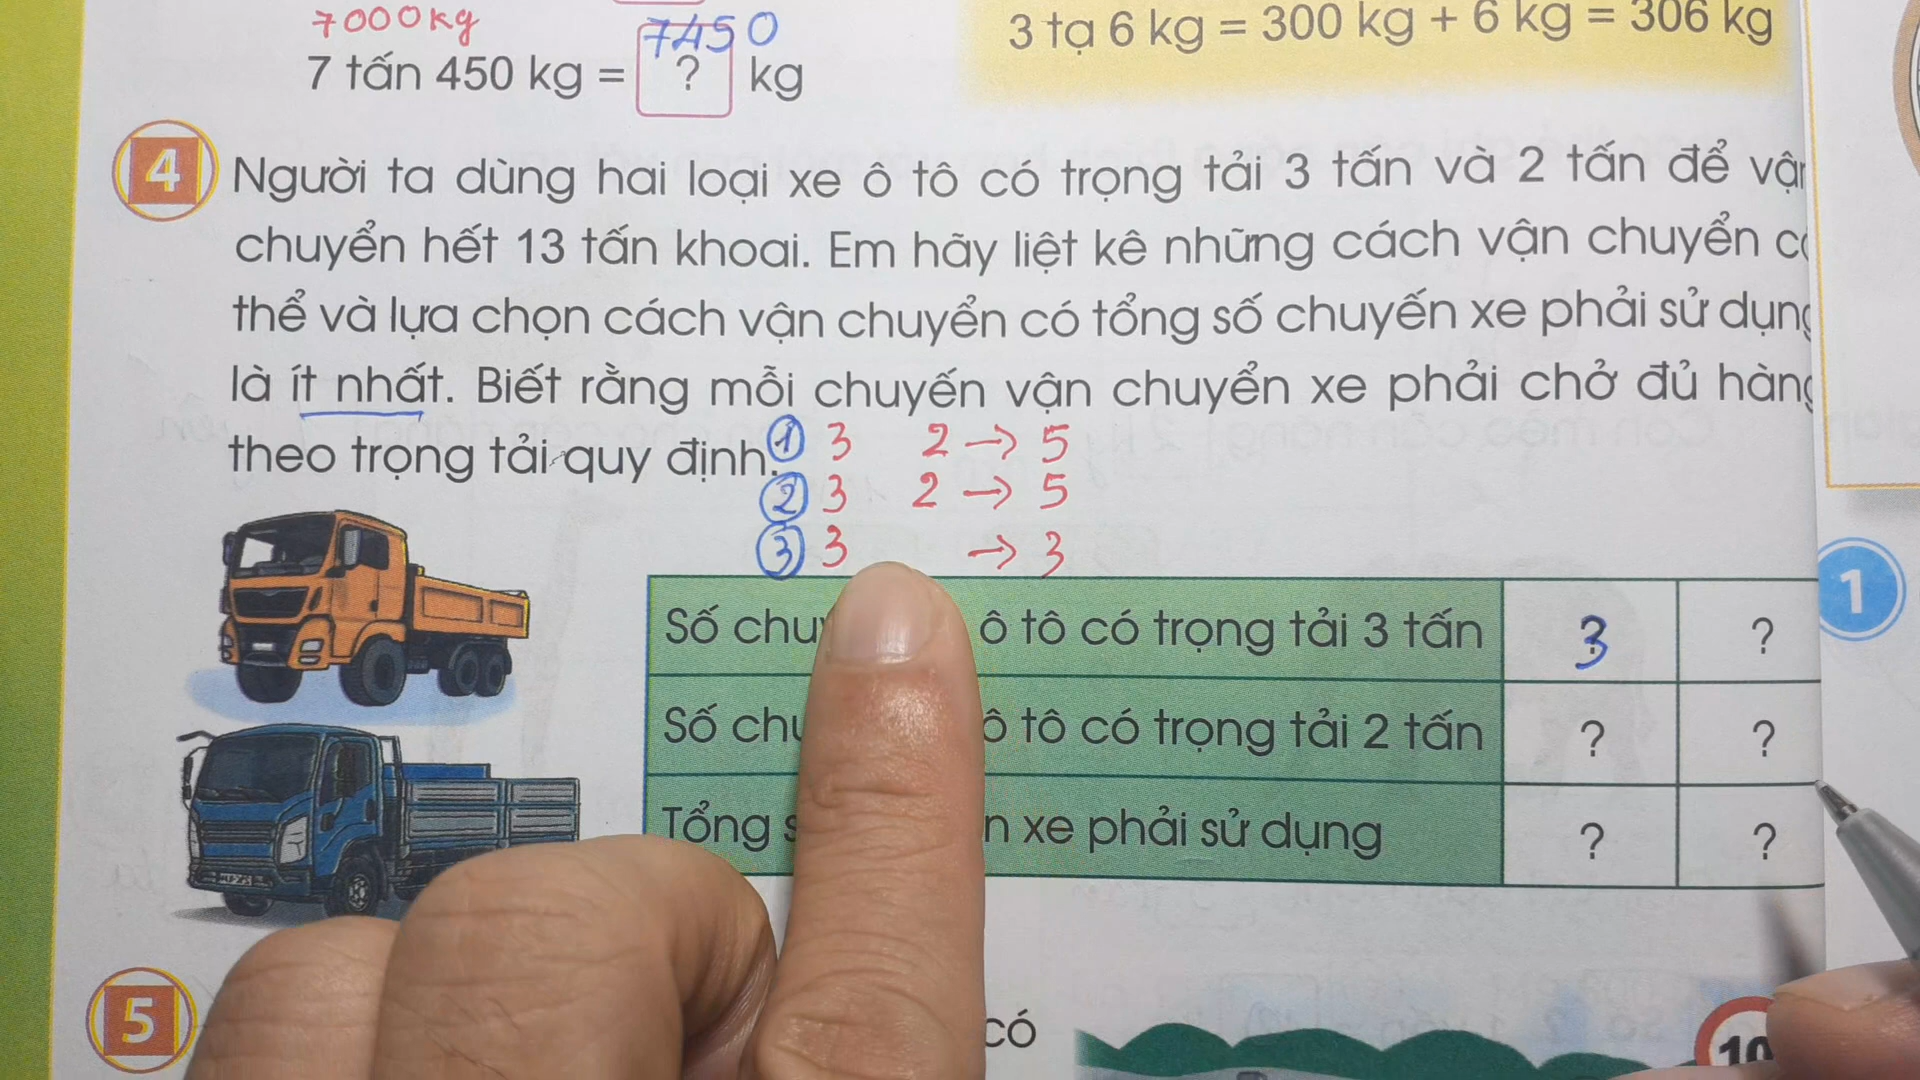 7000kg
7450
7 tấn 450 kg = ? kg
3 tạ 6 kg = 300 kg + 6 kg = 306 kg
4 Người ta dùng hai loại xe ô tô có trọng tải 3 tấn và 2 tấn để
chuyển hết 13 tấn khoai. Em hãy liệt kê những cách vận chuyển
thể và lựa chọn cách vận chuyển có tổng số chuyến xe phải sử dụng
là ít nhất. Biết rằng mỗi chuyến vận chuyển xe phải chở đủ hàng
theo trọng tải quy định.
1 3 2 → 5
2 3 2 → 5
3 3 → 3
Số ô tô có trọng tải 3 tấn 3 ?
Số ô tô có trọng tải 2 tấn ? ?
Tổng xe phải sử dụng ? ?
1
5
có
10